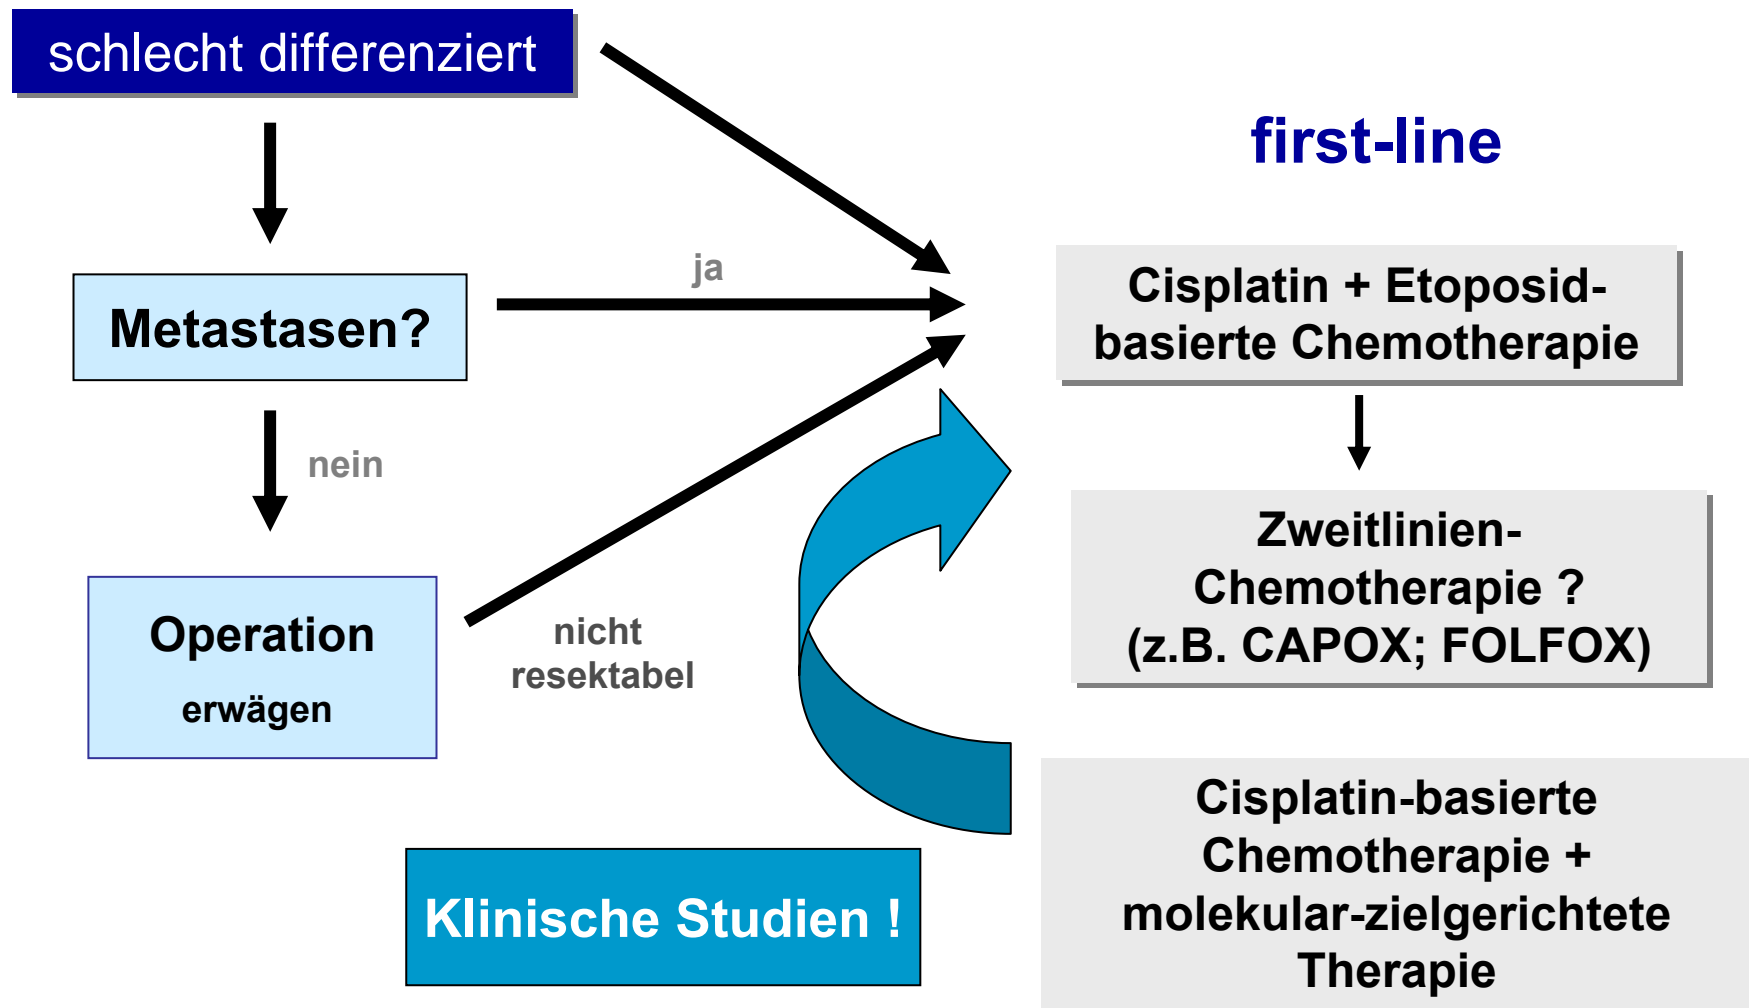 schlecht differenziert
first-line
ja
Metastasen?
Cisplatin + Etoposid-
basierte Chemotherapie
nein
Zweitlinien-
Chemotherapie ?
(z.B. CAPOX; FOLFOX)
Operation
erwägen
nicht
resektabel
Cisplatin-basierte
Chemotherapie +
molekular-zielgerichtete
Therapie
Klinische Studien !